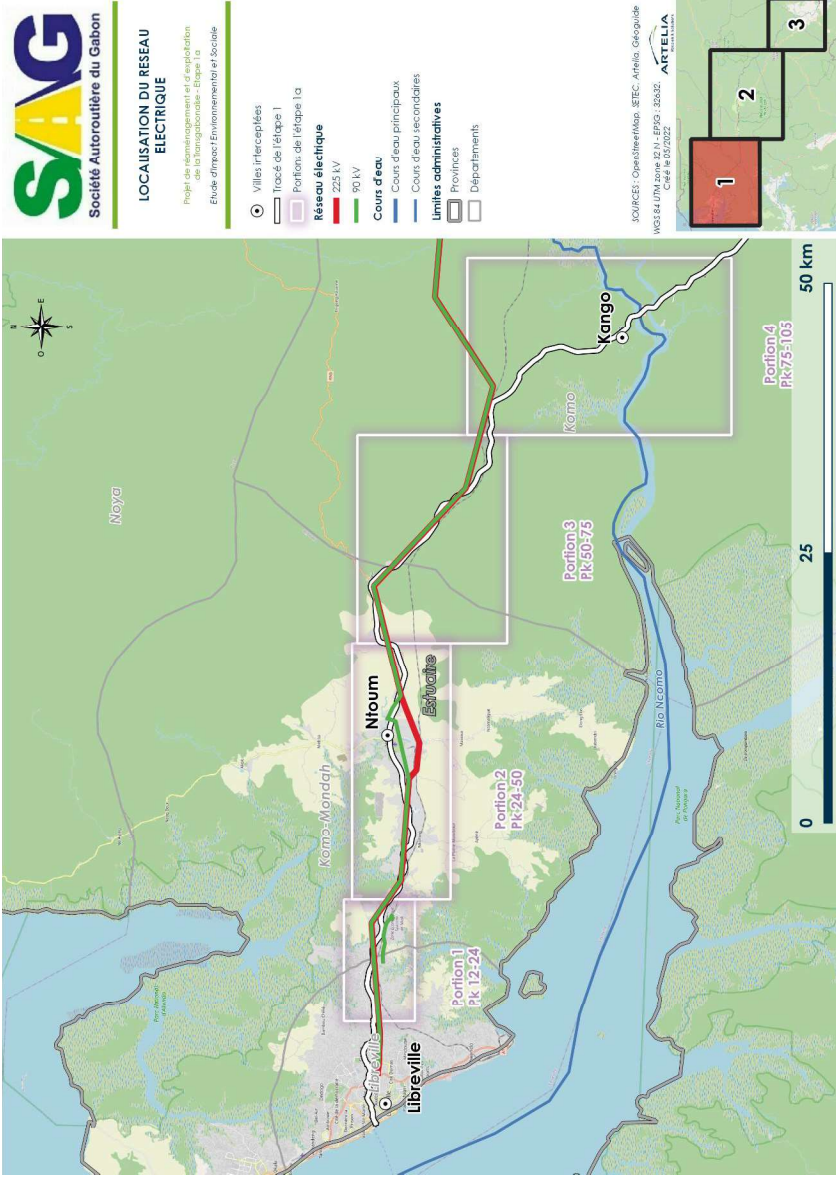 SAG
Société Autoroutière du Gabon
LOCALISATION DU RESEAU
ELECTRIQUE
Projet de réaménagement et d'exploitation
de la Transgabonaise - Etape 1a
Etude d'Impact Environnemental et Sociale
Villes interceptées
Tracé de l'étape 1
Portions de l'étape 1a
Réseau électrique
225 kV
90 kV
Cours d'eau
Cours d'eau principaux
Cours d'eau secondaires
Limites administratives
Provinces
Départements
SOURCES : OpenStreetMap, SETEC, Artelia, Géoguide
WGS 84 UTM zone 32 N - EPSG : 32632.
Créé le 05/2022
ARTELIA
1
2
3
N
E
S
O
Noya
Komo-Mondah
Ntoum
Estuaire
Libreville
Libreville
Kango
Komo
Rio Ncomo
Portion 1
Pk 12-24
Portion 2
Pk 24-50
Portion 3
Pk 50-75
Portion 4
Pk 75-105
0
25
50 km